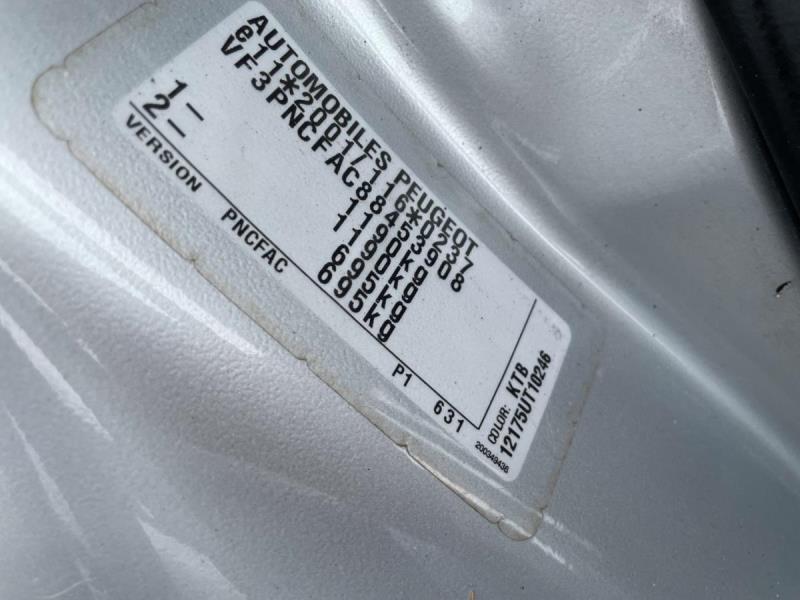 AUTOMOBILES PEUGEOT
e11*2001/116*0237
VF3PNCFAC88453908
1190kg
1190kg
1– 695kg
2– 695kg
VERSION PNCFAC P1 631
COLOR: KTB
12175UT10246
200349436